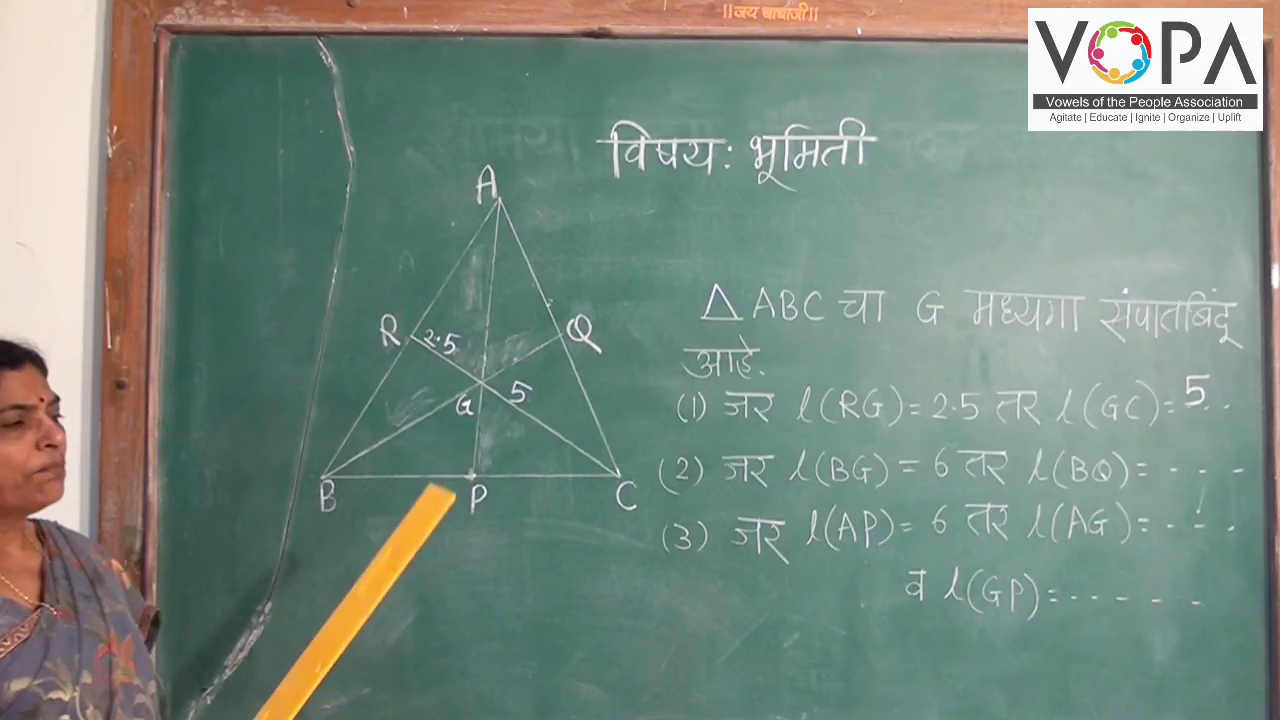 ||जय बाबाजी||
VOPA
Vowels of the People Association
Agitate | Educate | Ignite | Organize | Uplift
विषय: भूमिती
A
R 2.5 Q
G 5
B P C
△ABC चा G मध्यगा संपातबिंदू
आहे.
(1) जर l(RG)=2.5 तर l(GC)=5..
(2) जर l(BG)=6 तर l(BQ)=- - - -
(3) जर l(AP)=6 तर l(AG)=- - - .
व l(GP)=- - - - - -